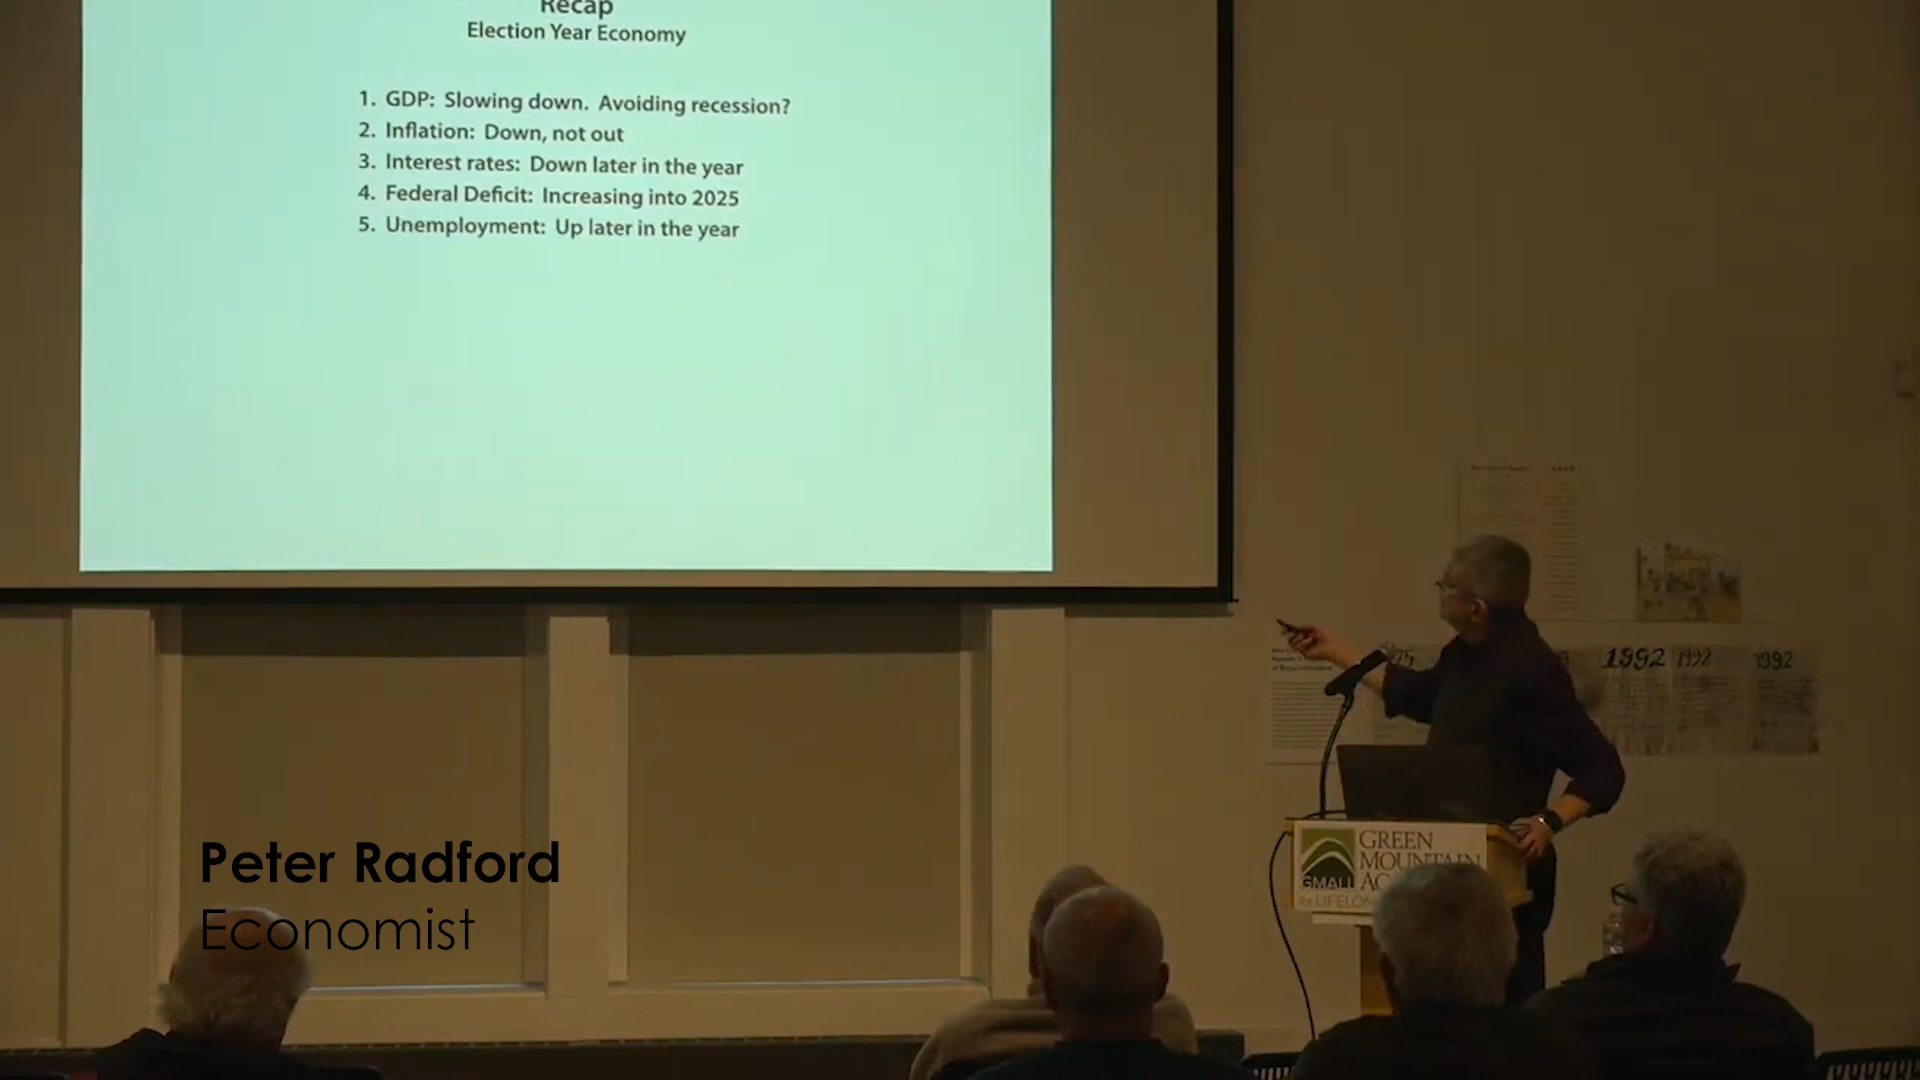 Recap
Election Year Economy
1. GDP: Slowing down. Avoiding recession?
2. Inflation: Down, not out
3. Interest rates: Down later in the year
4. Federal Deficit: Increasing into 2025
5. Unemployment: Up later in the year
1992 1992 1992
GREEN
MOUNTAIN
GMALL
for
Peter Radford
Economist